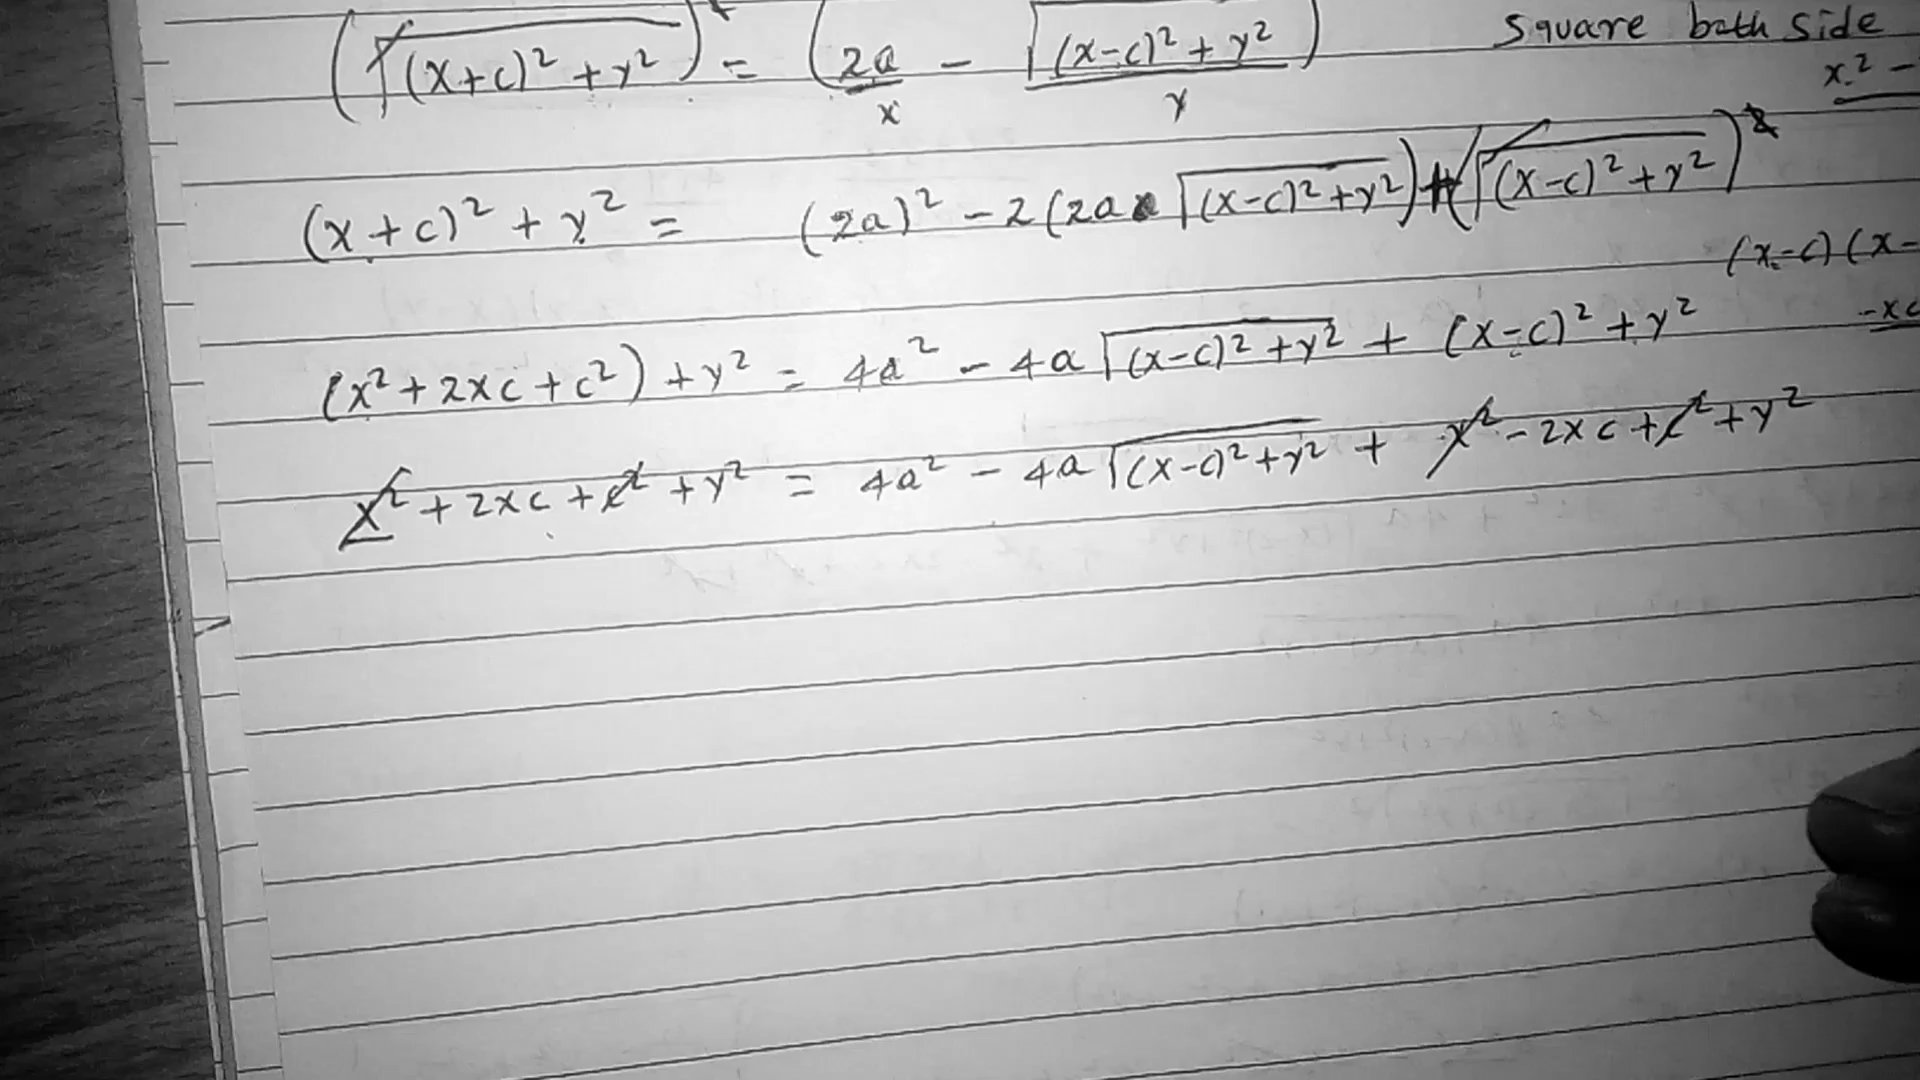 (√(x+c)² + y²)² = (2a - √(x-c)² + y²) Square both side
x y x² -
(x+c)² + y² = (2a)² - 2(2a √(x-c)² + y²) + (√(x-c)² + y²)²
(x-c)(x-
(x² + 2xc + c²) + y² = 4a² - 4a √(x-c)² + y² + (x-c)² + y² -xc
x² + 2xc + c² + y² = 4a² - 4a √(x-c)² + y² + x² - 2xc + c² + y²